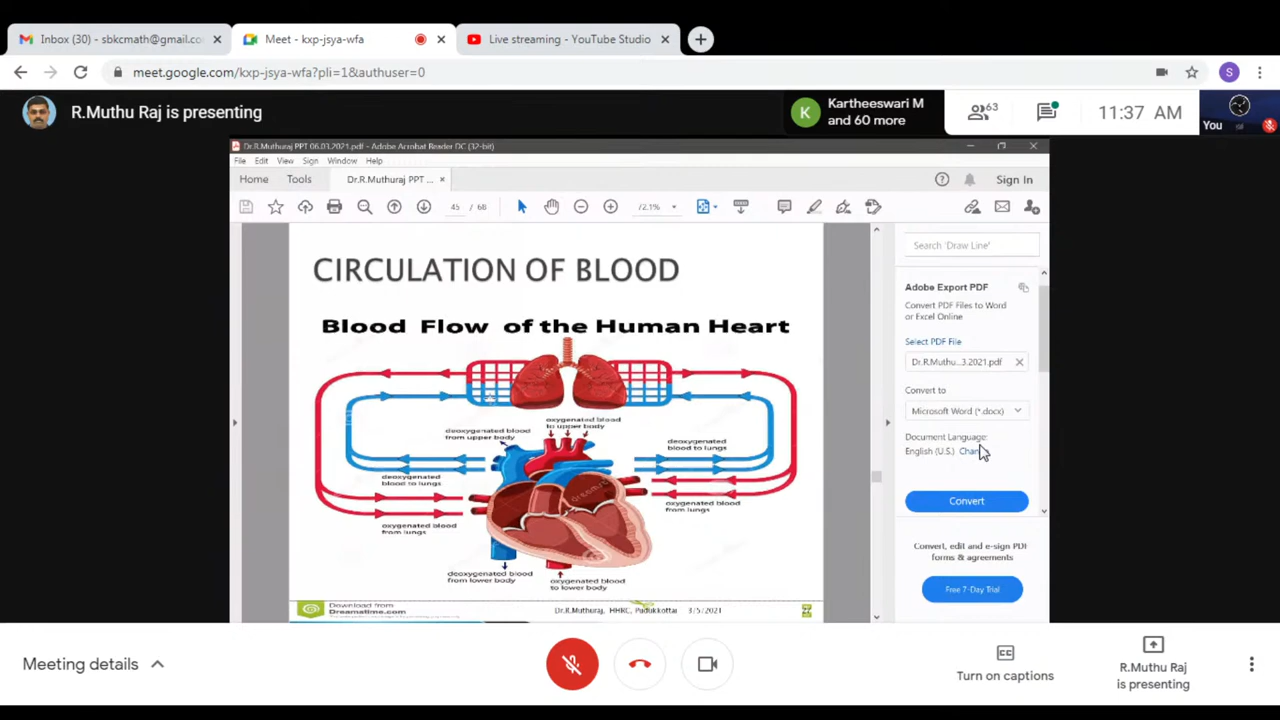 Inbox (30) - sbkcmath@gmail.co
Meet - kxp-jsya-wfa
Live streaming - YouTube Studio
meet.google.com/kxp-jsya-wfa?pli=1&authuser=0
S
R.Muthu Raj is presenting
K
Kartheeswari M
and 60 more
63
11:37 AM
You
Dr.R.Muthuraj PPT 06.03.2021.pdf - Adobe Acrobat Reader DC (32-bit)
File Edit View Sign Window Help
Home Tools Dr.R.Muthuraj PPT ... Sign In
45 / 68 72.1%
CIRCULATION OF BLOOD
Blood Flow of the Human Heart
oxygenated blood
to upper body
deoxygenated blood
from upper body
deoxygenated
blood to lungs
deoxygenated
blood to lungs
oxygenated blood
from lungs
oxygenated blood
from lungs
deoxygenated blood
from lower body
oxygenated blood
to lower body
Download from
Dreamstime.com
Dr.R.Muthuraj, HHRC, Pudukkottai 3/5/2021
Search 'Draw Line'
Adobe Export PDF
Convert PDF Files to Word
or Excel Online
Select PDF File
Dr.R.Muthu...3.2021.pdf
Convert to
Microsoft Word (*.docx)
Document Language:
English (U.S.) Chan
Convert
Convert, edit and e-sign PDF
forms & agreements
Free 7-Day Trial
Meeting details
CC
Turn on captions
R.Muthu Raj
is presenting